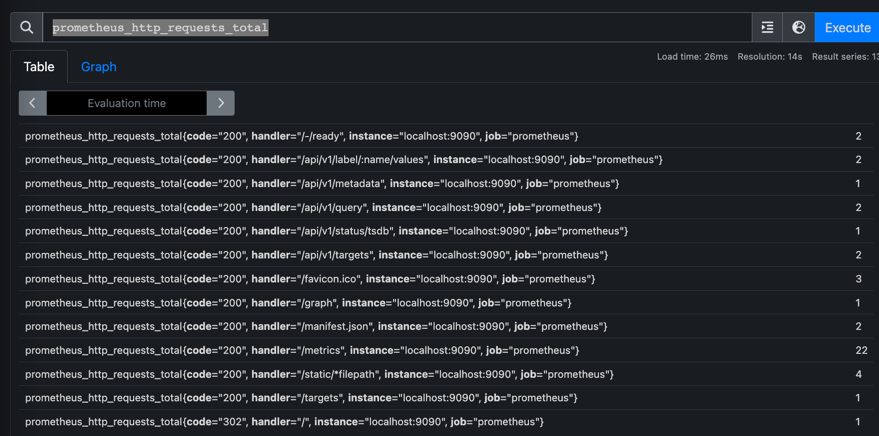 prometheus_http_requests_total
Execute
Load time: 26ms Resolution: 14s Result series: 13
Table Graph
Evaluation time
prometheus_http_requests_total{code="200", handler="/-/ready", instance="localhost:9090", job="prometheus"} 2
prometheus_http_requests_total{code="200", handler="/api/v1/label/:name/values", instance="localhost:9090", job="prometheus"} 2
prometheus_http_requests_total{code="200", handler="/api/v1/metadata", instance="localhost:9090", job="prometheus"} 1
prometheus_http_requests_total{code="200", handler="/api/v1/query", instance="localhost:9090", job="prometheus"} 2
prometheus_http_requests_total{code="200", handler="/api/v1/status/tsdb", instance="localhost:9090", job="prometheus"} 1
prometheus_http_requests_total{code="200", handler="/api/v1/targets", instance="localhost:9090", job="prometheus"} 2
prometheus_http_requests_total{code="200", handler="/favicon.ico", instance="localhost:9090", job="prometheus"} 3
prometheus_http_requests_total{code="200", handler="/graph", instance="localhost:9090", job="prometheus"} 1
prometheus_http_requests_total{code="200", handler="/manifest.json", instance="localhost:9090", job="prometheus"} 2
prometheus_http_requests_total{code="200", handler="/metrics", instance="localhost:9090", job="prometheus"} 22
prometheus_http_requests_total{code="200", handler="/static/*filepath", instance="localhost:9090", job="prometheus"} 4
prometheus_http_requests_total{code="200", handler="/targets", instance="localhost:9090", job="prometheus"} 1
prometheus_http_requests_total{code="302", handler="/", instance="localhost:9090", job="prometheus"} 1